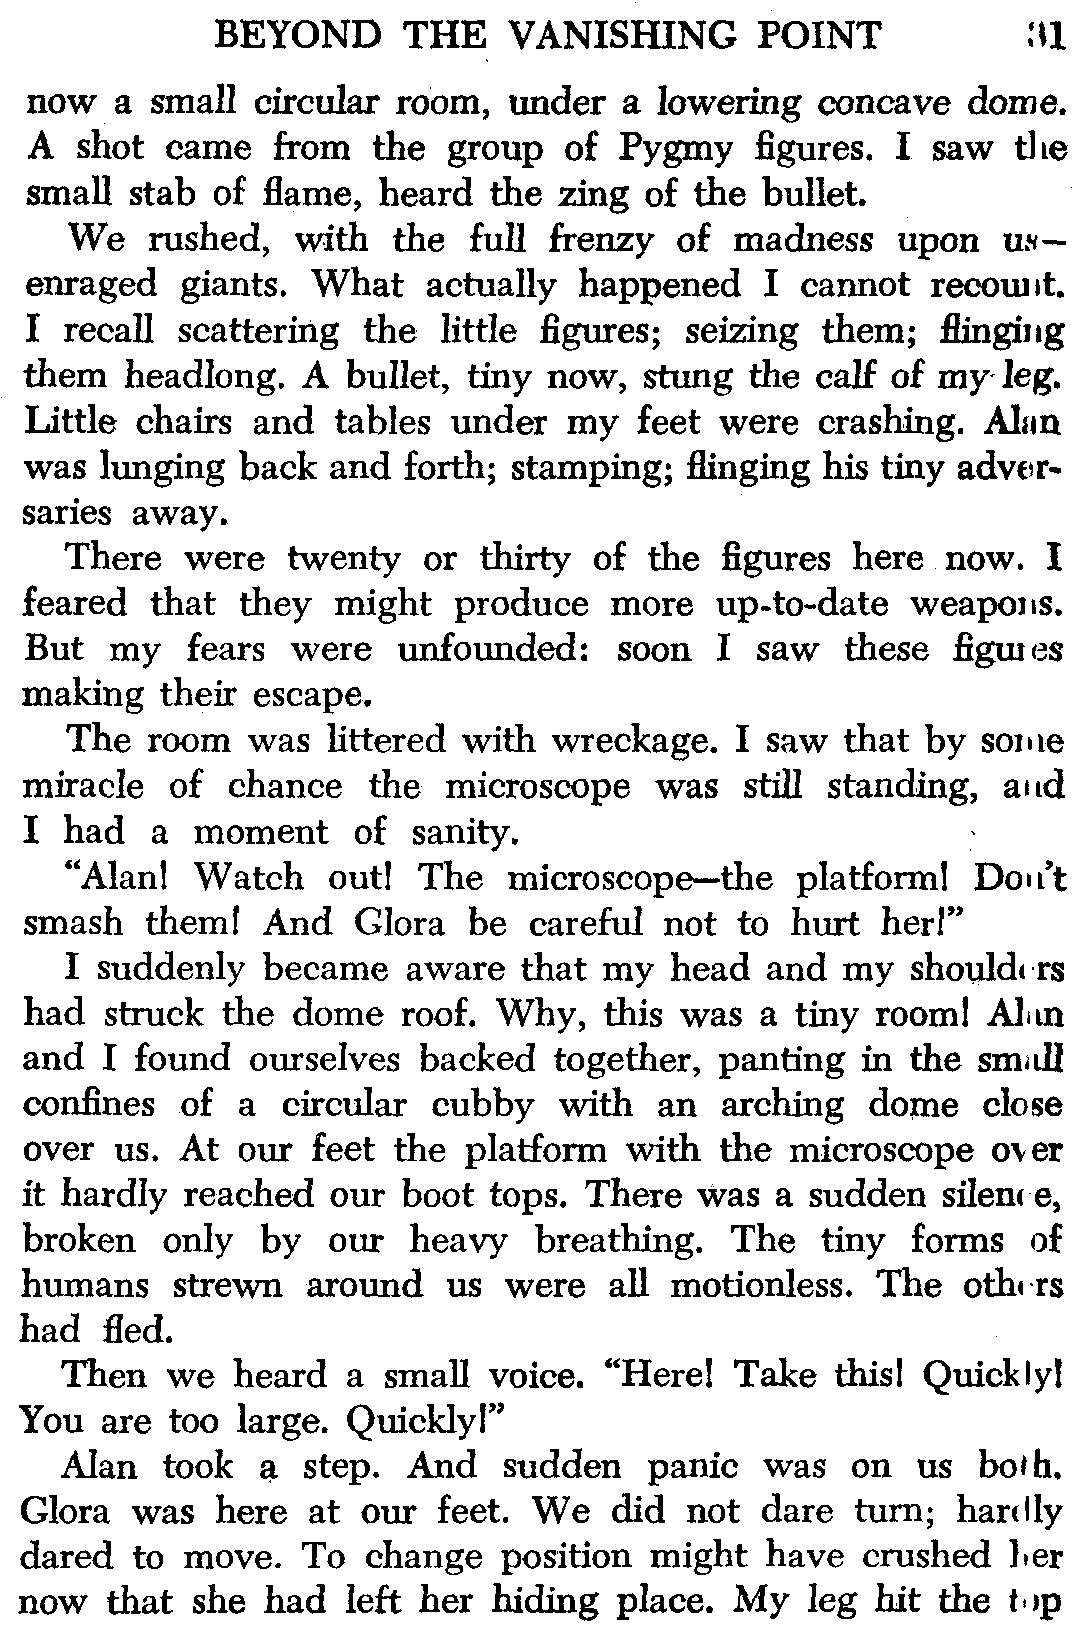 BEYOND THE VANISHING POINT 31
now a small circular room, under a lowering concave dome.
A shot came from the group of Pygmy figures. I saw the
small stab of flame, heard the zing of the bullet.
We rushed, with the full frenzy of madness upon us—
enraged giants. What actually happened I cannot recount.
I recall scattering the little figures; seizing them; flinging
them headlong. A bullet, tiny now, stung the calf of my leg.
Little chairs and tables under my feet were crashing. Alan
was lunging back and forth; stamping; flinging his tiny adver-
saries away.
There were twenty or thirty of the figures here now. I
feared that they might produce more up-to-date weapons.
But my fears were unfounded: soon I saw these figures
making their escape.
The room was littered with wreckage. I saw that by some
miracle of chance the microscope was still standing, and
I had a moment of sanity.
“Alan! Watch out! The microscope—the platform! Don't
smash them! And Glora be careful not to hurt her!”
I suddenly became aware that my head and my shoulders
had struck the dome roof. Why, this was a tiny room! Alan
and I found ourselves backed together, panting in the small
confines of a circular cubby with an arching dome close
over us. At our feet the platform with the microscope over
it hardly reached our boot tops. There was a sudden silence,
broken only by our heavy breathing. The tiny forms of
humans strewn around us were all motionless. The others
had fled.
Then we heard a small voice. “Here! Take this! Quickly!
You are too large. Quickly!”
Alan took a step. And sudden panic was on us both.
Glora was here at our feet. We did not dare turn; hardly
dared to move. To change position might have crushed her
now that she had left her hiding place. My leg hit the top